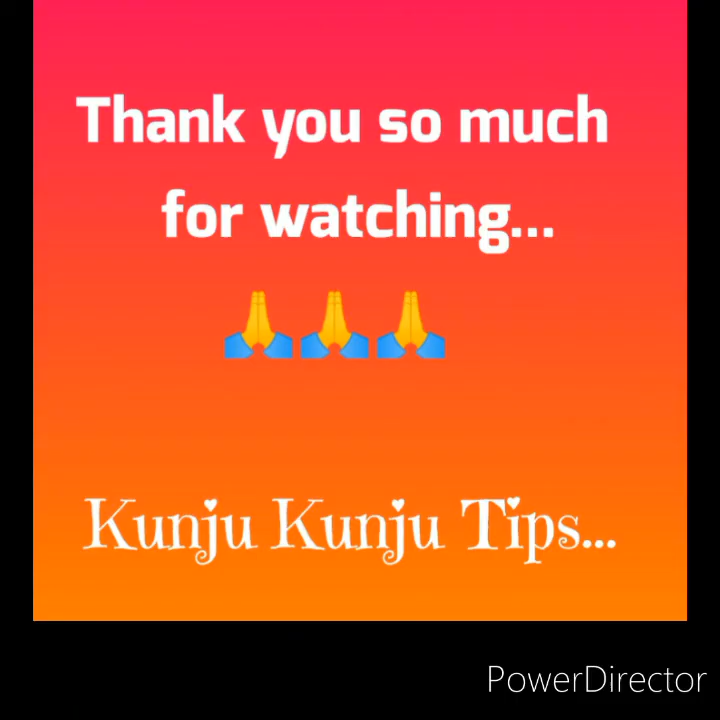 Thank you so much
for watching...
🙏🙏🙏
Kunju Kunju Tips...
PowerDirector